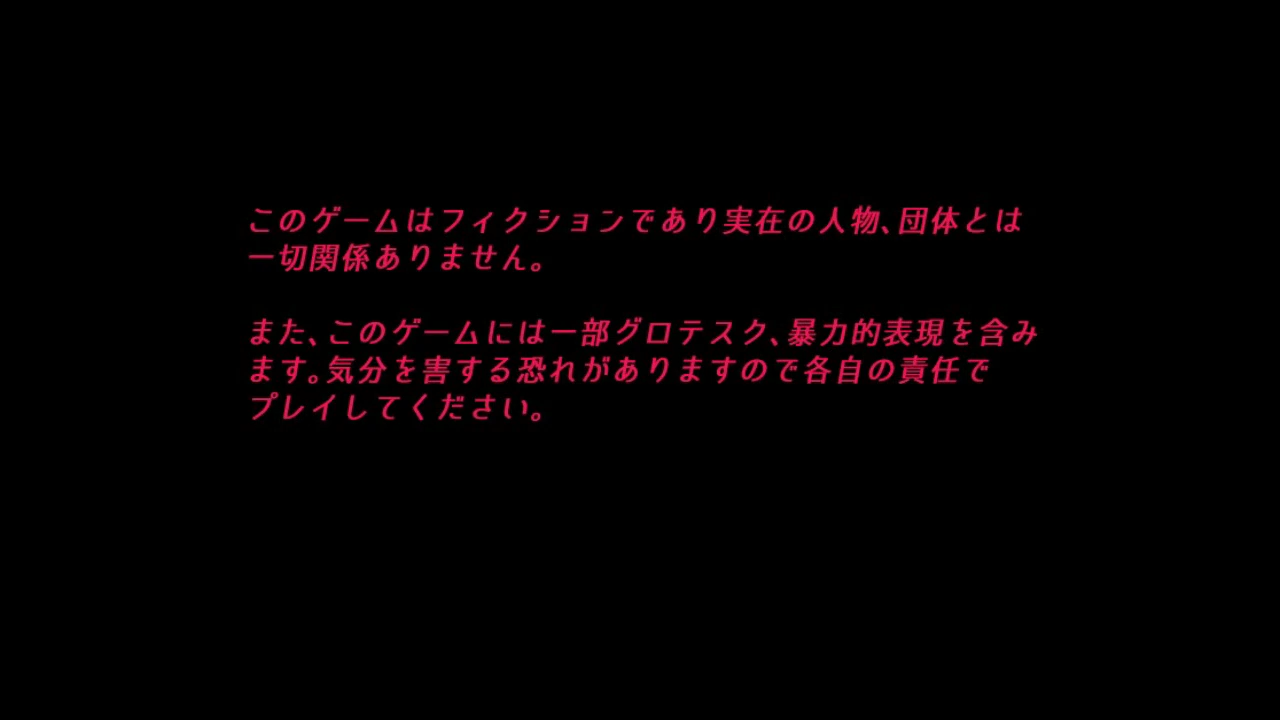 このゲームはフィクションであり実在の人物、団体とは
一切関係ありません。
また、このゲームには一部グロテスク、暴力的表現を含み
ます。気分を害する恐れがありますので各自の責任で
プレイしてください。